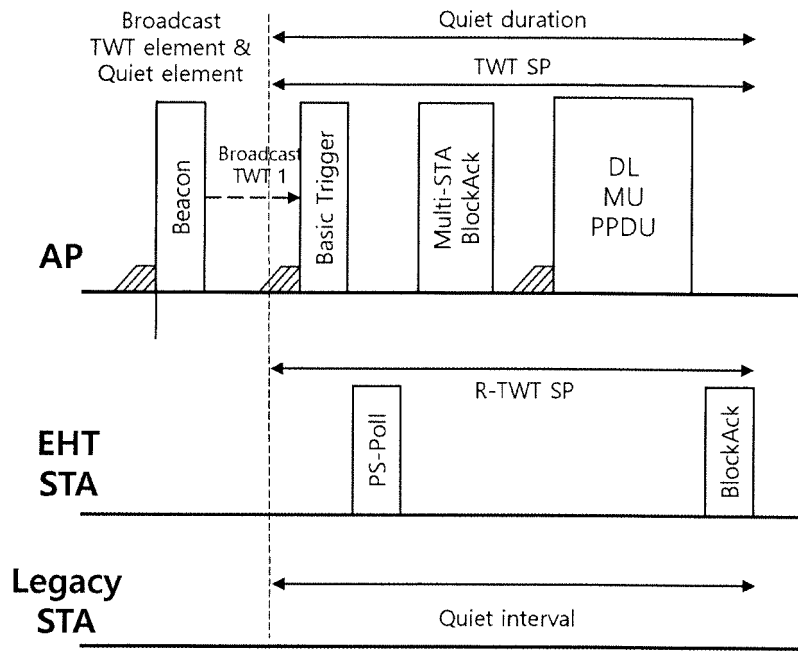 Broadcast
TWT element &
Quiet element
Quiet duration
TWT SP
Beacon
Broadcast
TWT 1
Basic Trigger
Multi-STA
BlockAck
DL
MU
PPDU
AP
R-TWT SP
EHT
STA
PS-Poll
BlockAck
Legacy
STA
Quiet interval